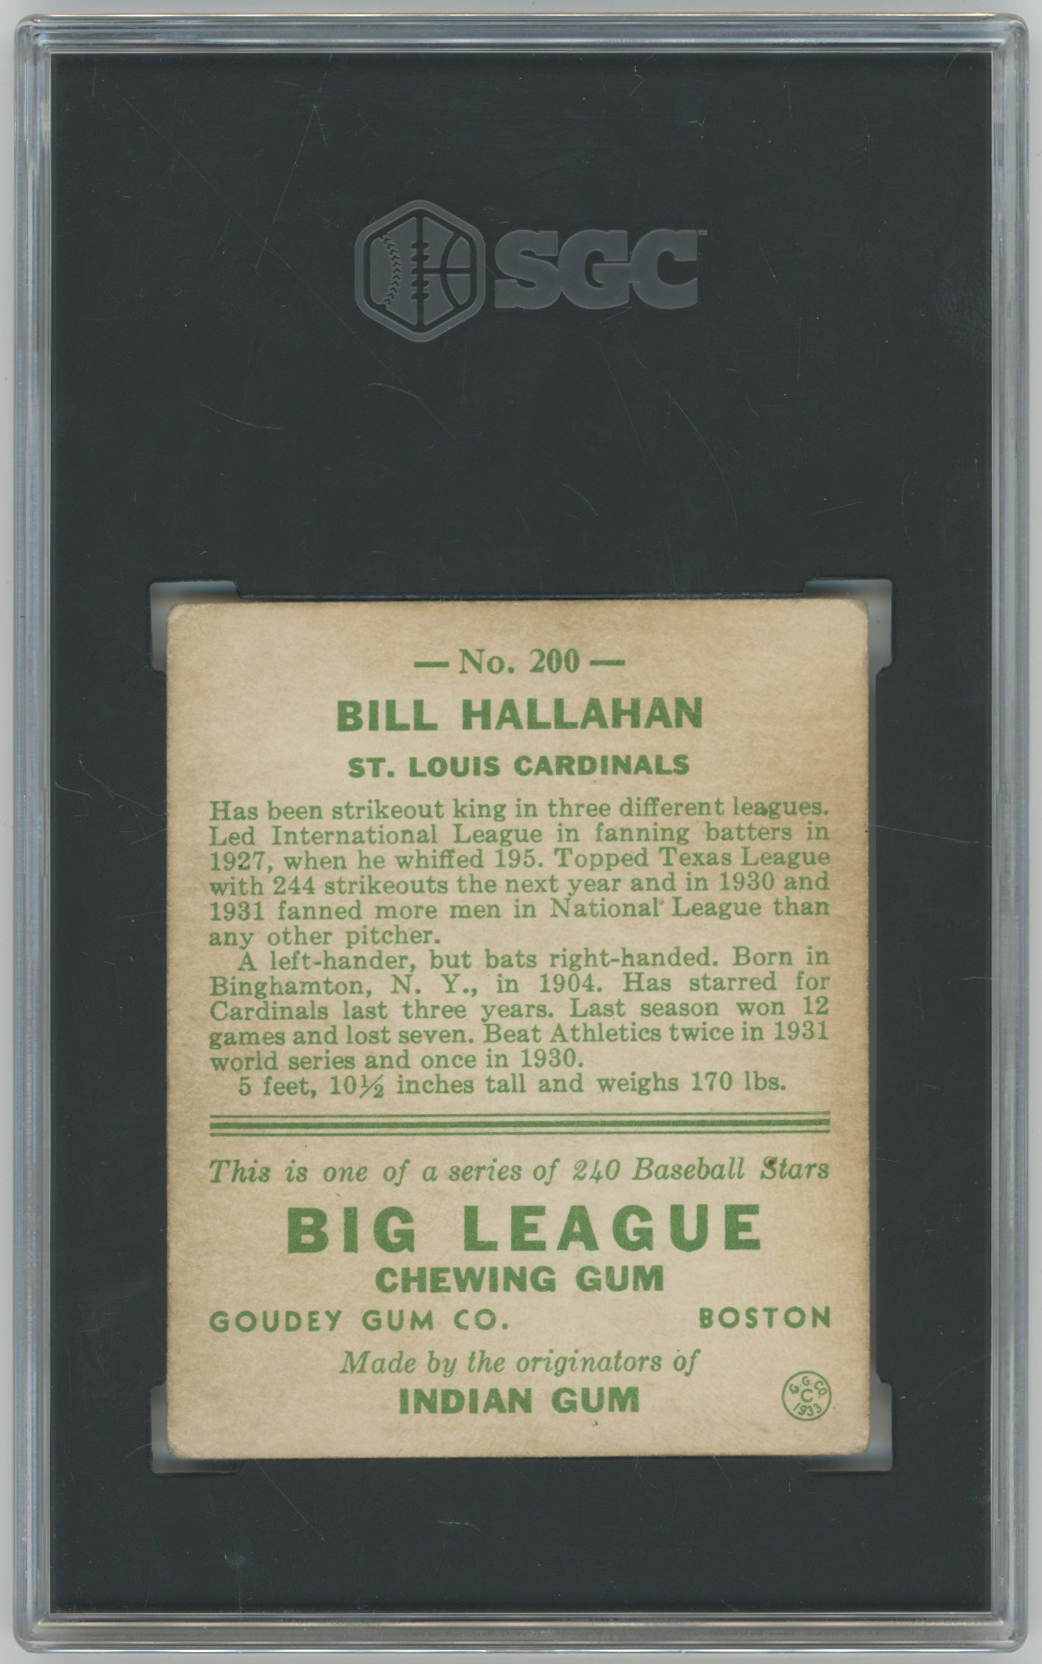 SGC
— No. 200 —
BILL HALLAHAN
ST. LOUIS CARDINALS
Has been strikeout king in three different leagues.
Led International League in fanning batters in
1927, when he whiffed 195. Topped Texas League
with 244 strikeouts the next year and in 1930 and
1931 fanned more men in National League than
any other pitcher.
A left-hander, but bats right-handed. Born in
Binghamton, N. Y., in 1904. Has starred for
Cardinals last three years. Last season won 12
games and lost seven. Beat Athletics twice in 1931
world series and once in 1930.
5 feet, 10½ inches tall and weighs 170 lbs.
This is one of a series of 240 Baseball Stars
BIG LEAGUE
CHEWING GUM
GOUDEY GUM CO. BOSTON
Made by the originators of
INDIAN GUM
G. G. CO.
C
1933